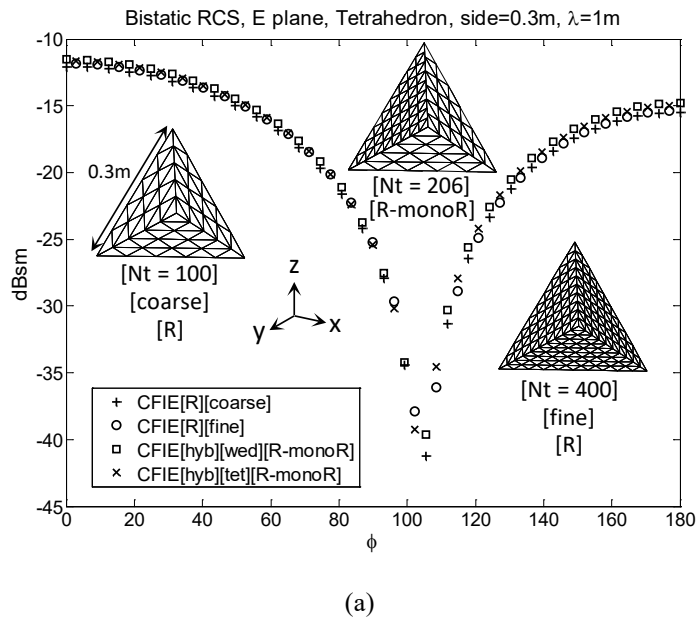 Bistatic RCS, E plane, Tetrahedron, side=0.3m, λ=1m
-10
-15
-20
-25
-30
-35
-40
-45
dBsm
0.3m
[Nt = 100]
[coarse]
[R]
[Nt = 206]
[R-monoR]
[Nt = 400]
[fine]
[R]
z
y
x
CFIE[R][coarse]
CFIE[R][fine]
CFIE[hyb][wed][R-monoR]
CFIE[hyb][tet][R-monoR]
0 20 40 60 80 100 120 140 160 180
ϕ
(a)